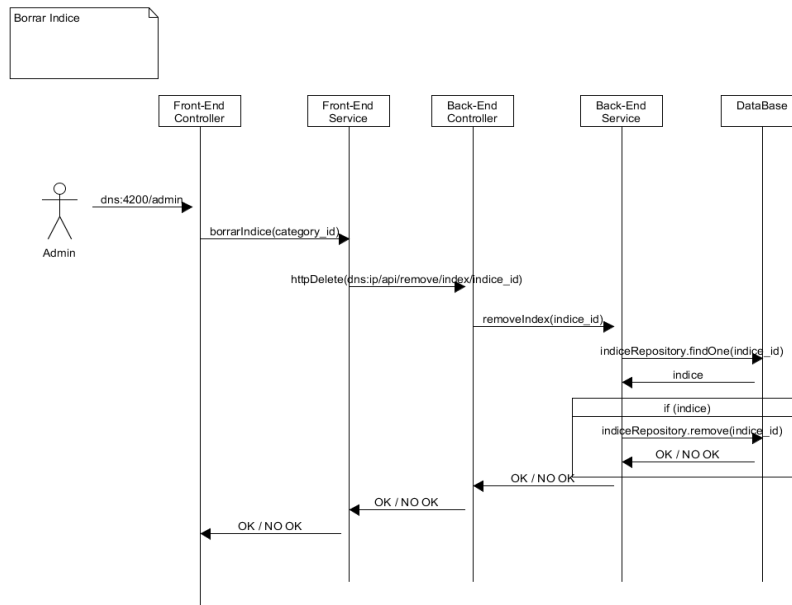 Borrar Indice
Front-End
Controller
Front-End
Service
Back-End
Controller
Back-End
Service
DataBase
dns:4200/admin
Admin
borrarIndice(category_id)
httpDelete(dns:ip/api/remove/index/indice_id)
removeIndex(indice_id)
indiceRepository.findOne(indice_id)
indice
if (indice)
indiceRepository.remove(indice_id)
OK / NO OK
OK / NO OK
OK / NO OK
OK / NO OK